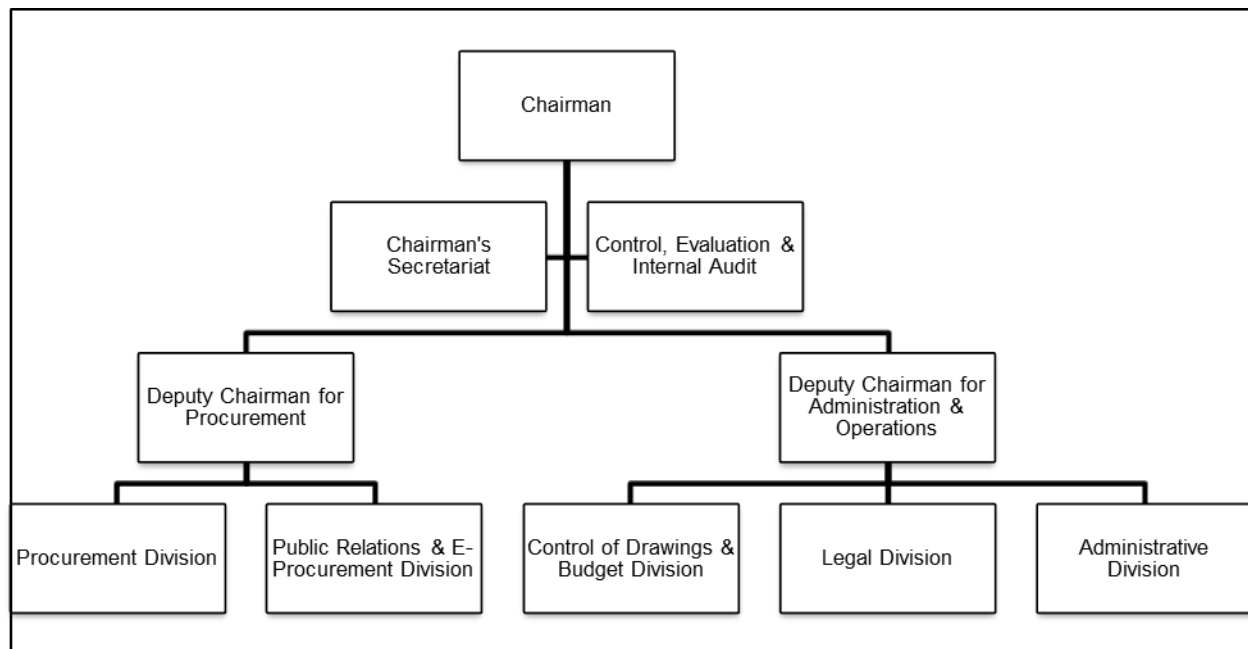 Chairman
Chairman's
Secretariat
Control, Evaluation &
Internal Audit
Deputy Chairman for
Procurement
Deputy Chairman for
Administration &
Operations
Procurement Division
Public Relations & E-
Procurement Division
Control of Drawings &
Budget Division
Legal Division
Administrative
Division